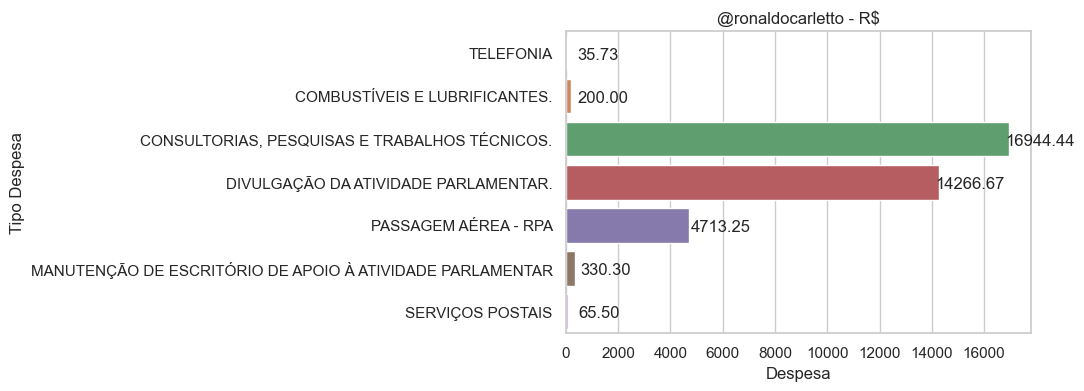 @ronaldocarletto - R$
Tipo Despesa
TELEFONIA
35.73
COMBUSTÍVEIS E LUBRIFICANTES.
200.00
CONSULTORIAS, PESQUISAS E TRABALHOS TÉCNICOS.
16944.44
DIVULGAÇÃO DA ATIVIDADE PARLAMENTAR.
14266.67
PASSAGEM AÉREA - RPA
4713.25
MANUTENÇÃO DE ESCRITÓRIO DE APOIO À ATIVIDADE PARLAMENTAR
330.30
SERVIÇOS POSTAIS
65.50
0 2000 4000 6000 8000 10000 12000 14000 16000
Despesa